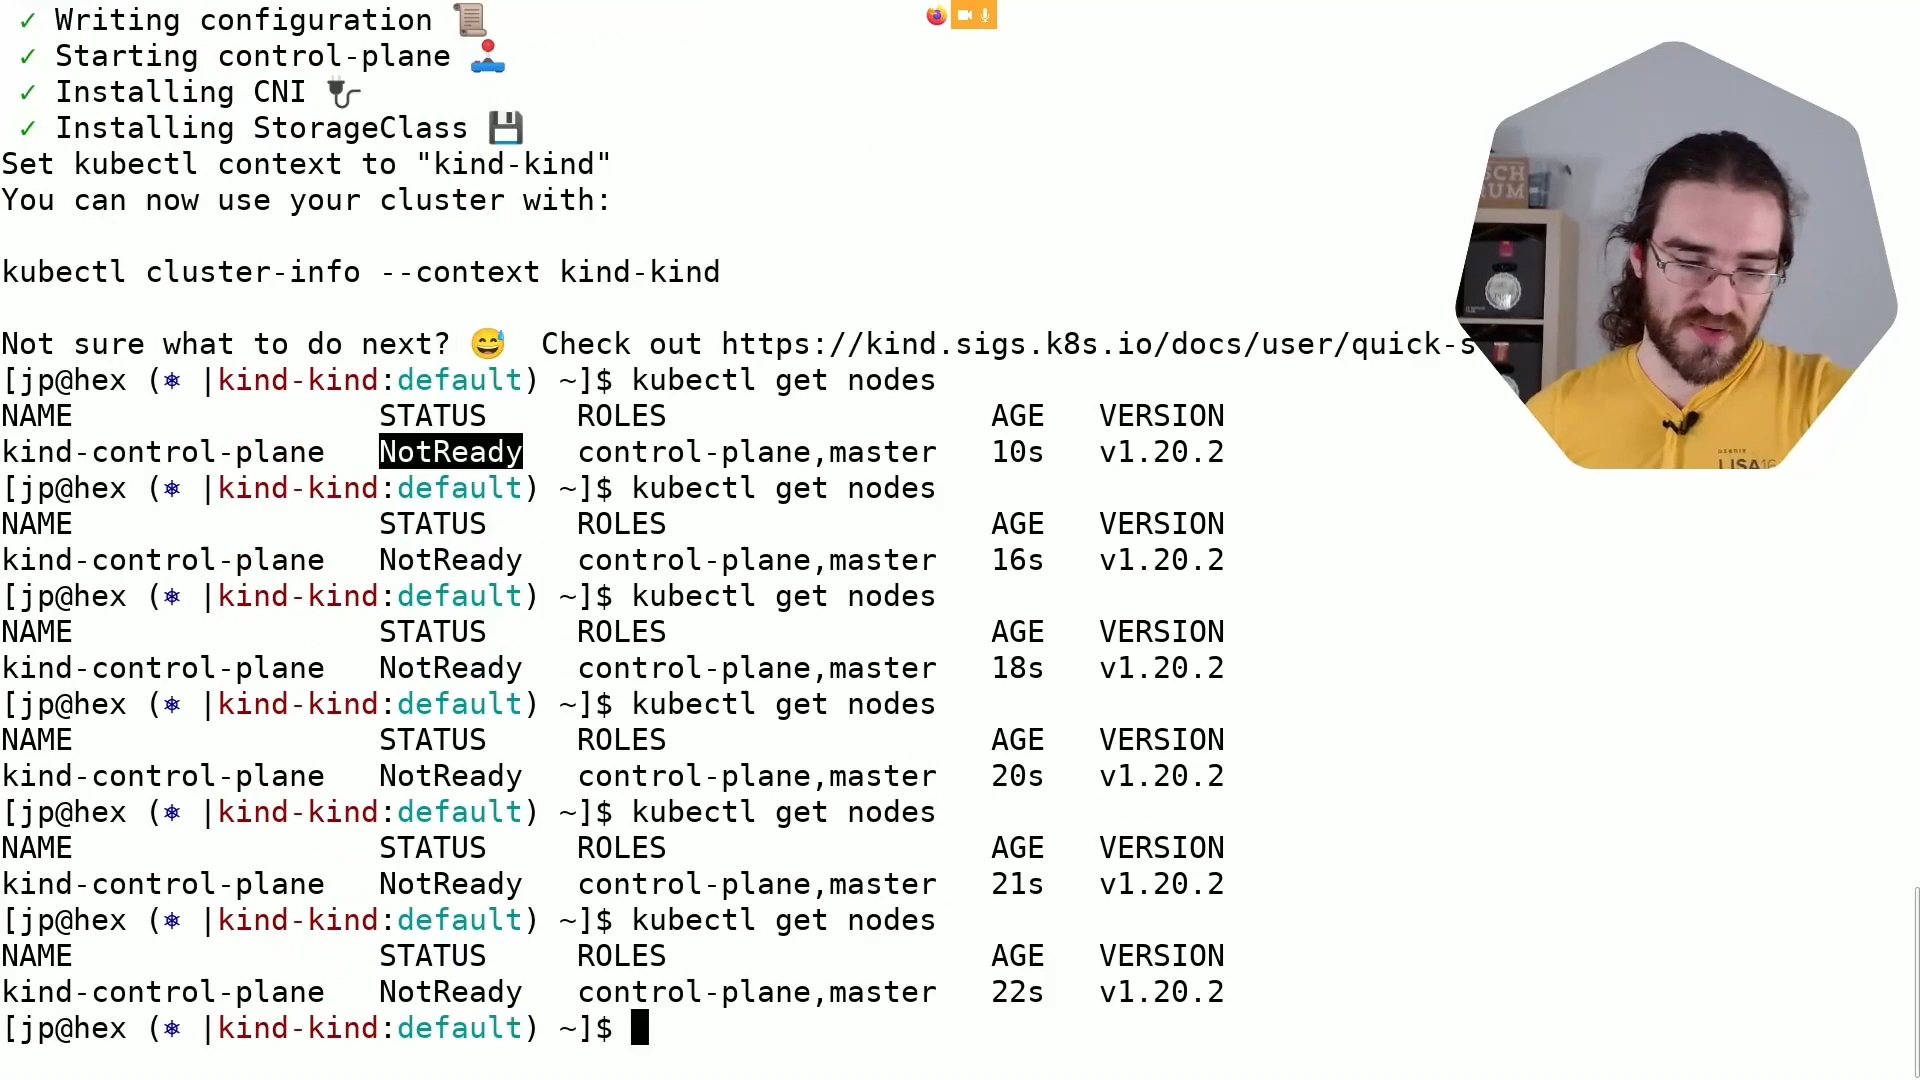 ✓ Writing configuration 📜
✓ Starting control-plane 🕹️
✓ Installing CNI 🔌
✓ Installing StorageClass 💾
Set kubectl context to "kind-kind"
You can now use your cluster with:
kubectl cluster-info --context kind-kind
Not sure what to do next? 😅  Check out https://kind.sigs.k8s.io/docs/user/quick-s
[jp@hex (⎈ |kind-kind:default) ~]$ kubectl get nodes
NAME                 STATUS     ROLES                  AGE   VERSION
kind-control-plane   NotReady   control-plane,master   10s   v1.20.2
[jp@hex (⎈ |kind-kind:default) ~]$ kubectl get nodes
NAME                 STATUS     ROLES                  AGE   VERSION
kind-control-plane   NotReady   control-plane,master   16s   v1.20.2
[jp@hex (⎈ |kind-kind:default) ~]$ kubectl get nodes
NAME                 STATUS     ROLES                  AGE   VERSION
kind-control-plane   NotReady   control-plane,master   18s   v1.20.2
[jp@hex (⎈ |kind-kind:default) ~]$ kubectl get nodes
NAME                 STATUS     ROLES                  AGE   VERSION
kind-control-plane   NotReady   control-plane,master   20s   v1.20.2
[jp@hex (⎈ |kind-kind:default) ~]$ kubectl get nodes
NAME                 STATUS     ROLES                  AGE   VERSION
kind-control-plane   NotReady   control-plane,master   21s   v1.20.2
[jp@hex (⎈ |kind-kind:default) ~]$ kubectl get nodes
NAME                 STATUS     ROLES                  AGE   VERSION
kind-control-plane   NotReady   control-plane,master   22s   v1.20.2
[jp@hex (⎈ |kind-kind:default) ~]$
SCH
RUM
usenix
LISA16